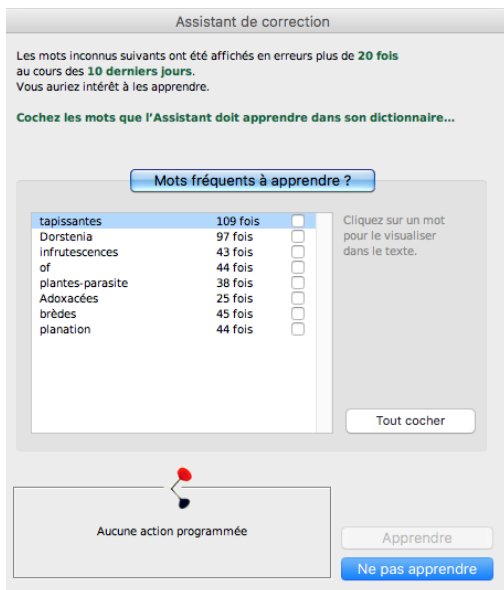 Assistant de correction
Les mots inconnus suivants ont été affichés en erreurs plus de 20 fois
au cours des 10 derniers jours.
Vous auriez intérêt à les apprendre.
Cochez les mots que l'Assistant doit apprendre dans son dictionnaire...
Mots fréquents à apprendre ?
tapissantes 109 fois
Dorstenia 97 fois
infrutescences 43 fois
of 44 fois
plantes-parasite 38 fois
Adoxacées 25 fois
brèdes 45 fois
planation 44 fois
Cliquez sur un mot
pour le visualiser
dans le texte.
Tout cocher
Aucune action programmée
Apprendre
Ne pas apprendre